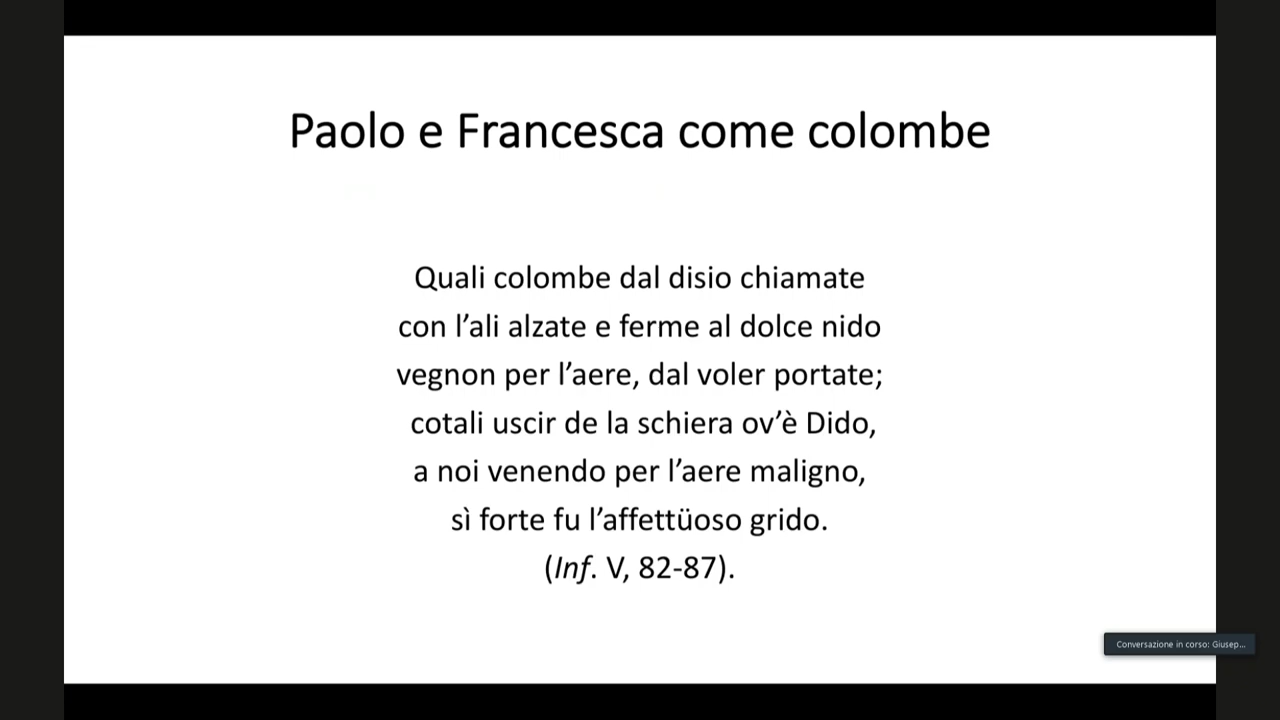 Paolo e Francesca come colombe
Quali colombe dal disio chiamate
con l’ali alzate e ferme al dolce nido
vegnon per l’aere, dal voler portate;
cotali uscir de la schiera ov’è Dido,
a noi venendo per l’aere maligno,
sì forte fu l’affettüoso grido.
(Inf. V, 82-87).
Conversazione in corso: Giusep...